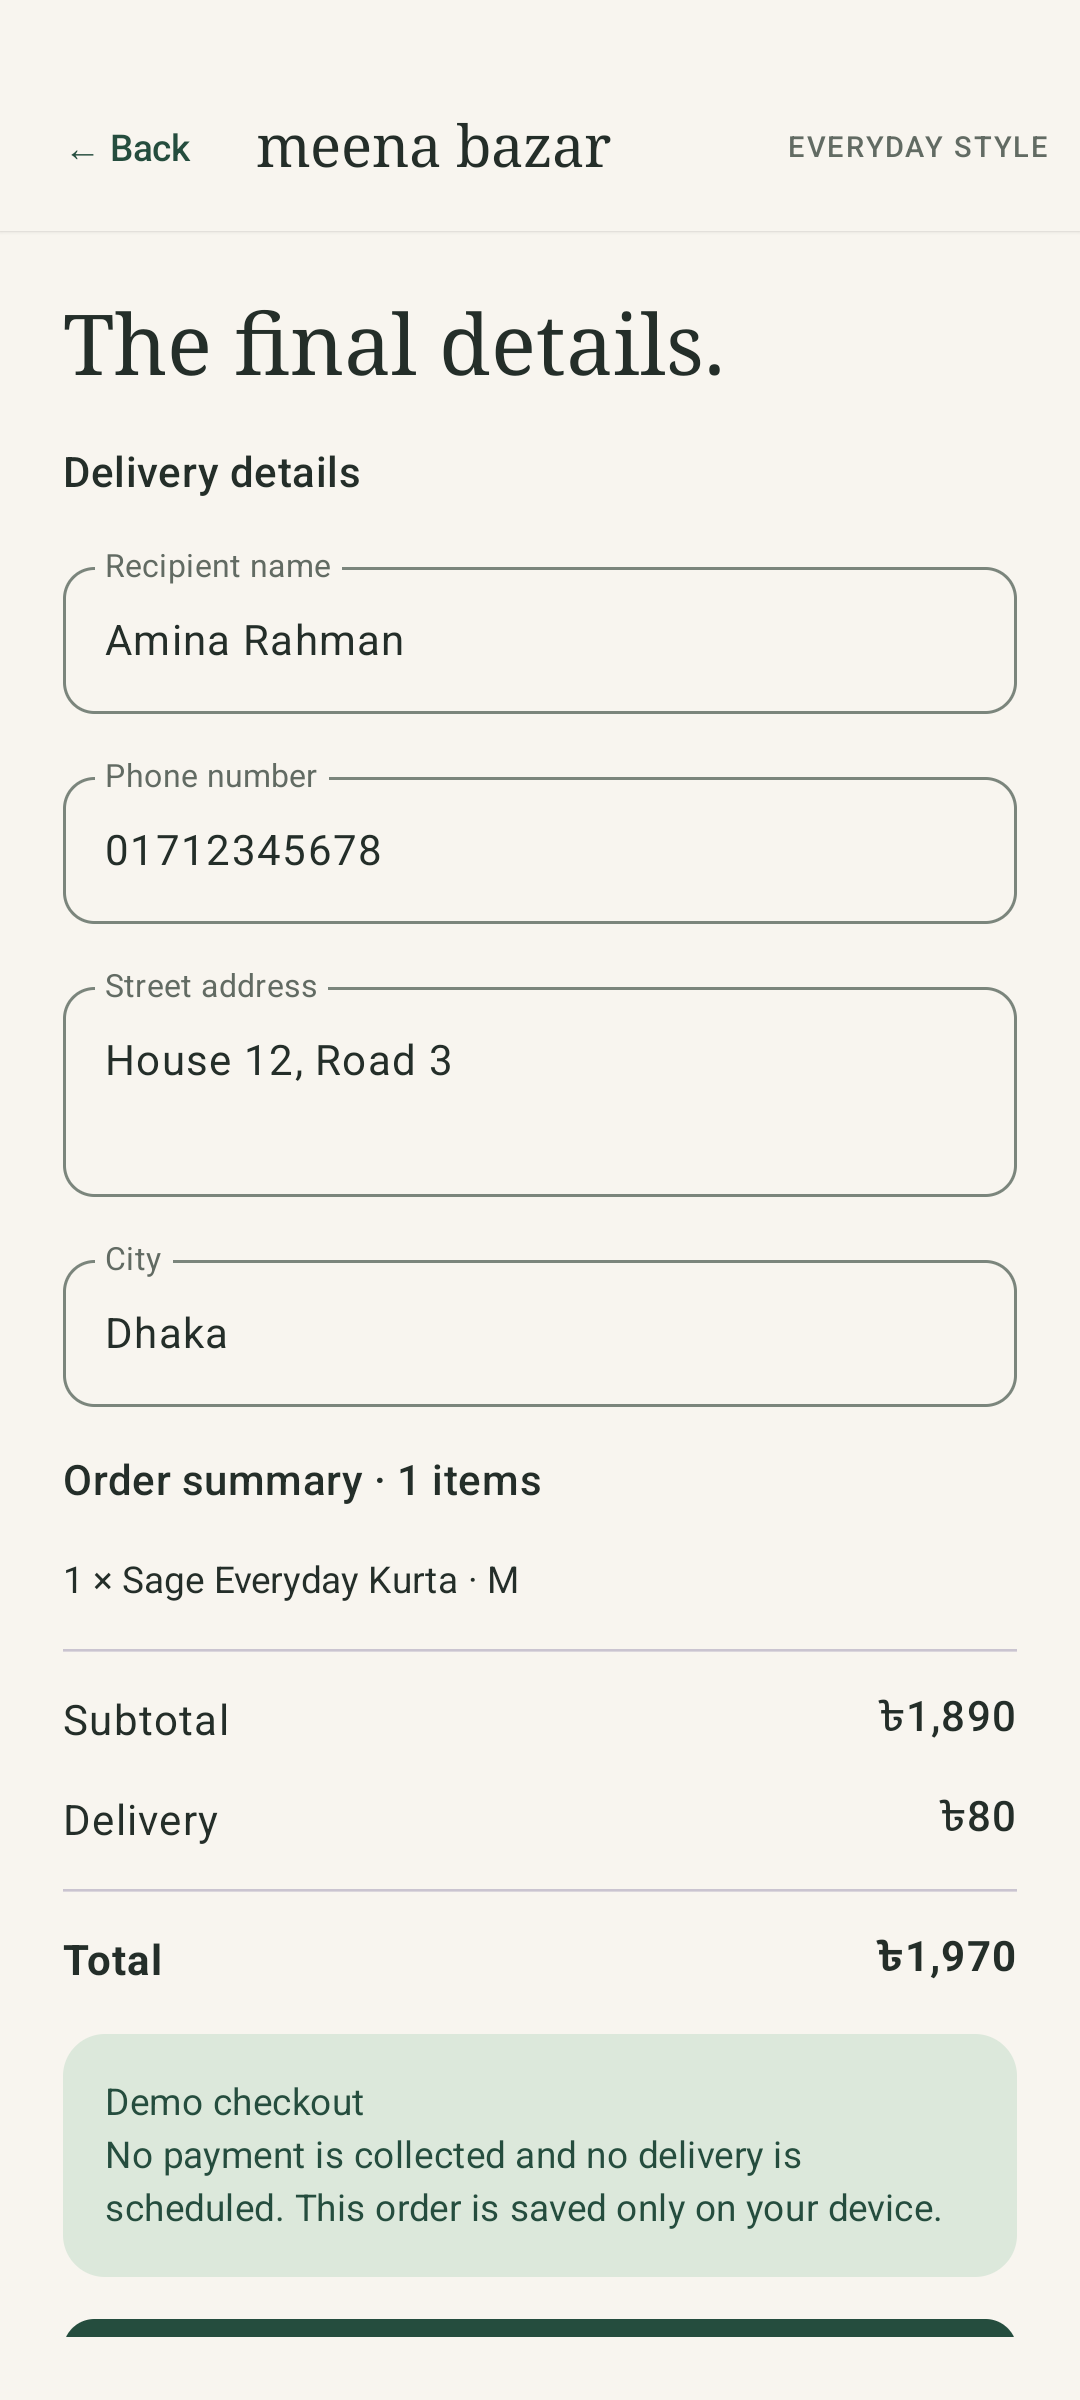 ← Back
meena bazar
EVERYDAY STYLE
The final details.
Delivery details
Recipient name
Amina Rahman
Phone number
01712345678
Street address
House 12, Road 3
City
Dhaka
Order summary · 1 items
1 × Sage Everyday Kurta · M
Subtotal ৳1,890
Delivery ৳80
Total ৳1,970
Demo checkout
No payment is collected and no delivery is
scheduled. This order is saved only on your device.